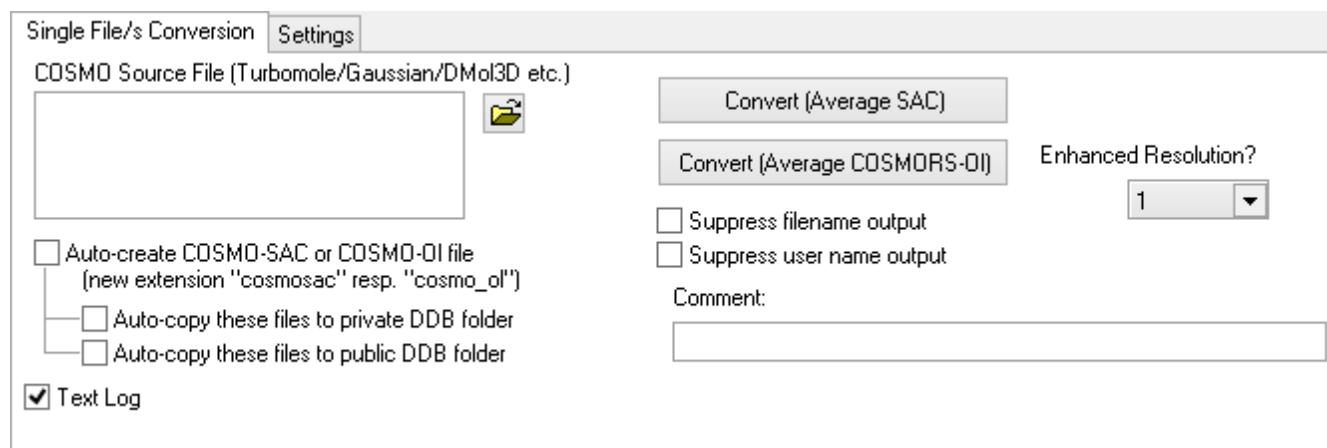 Single File/s Conversion
Settings
COSMO Source File (Turbomole/Gaussian/DMol3D etc.)
Convert (Average SAC)
Convert (Average COSMORS-Ol)
Enhanced Resolution?
1
Suppress filename output
Suppress user name output
Auto-create COSMO-SAC or COSMO-Ol file
(new extension "cosmosac" resp. "cosmo_ol")
Auto-copy these files to private DDB folder
Auto-copy these files to public DDB folder
Comment:
Text Log